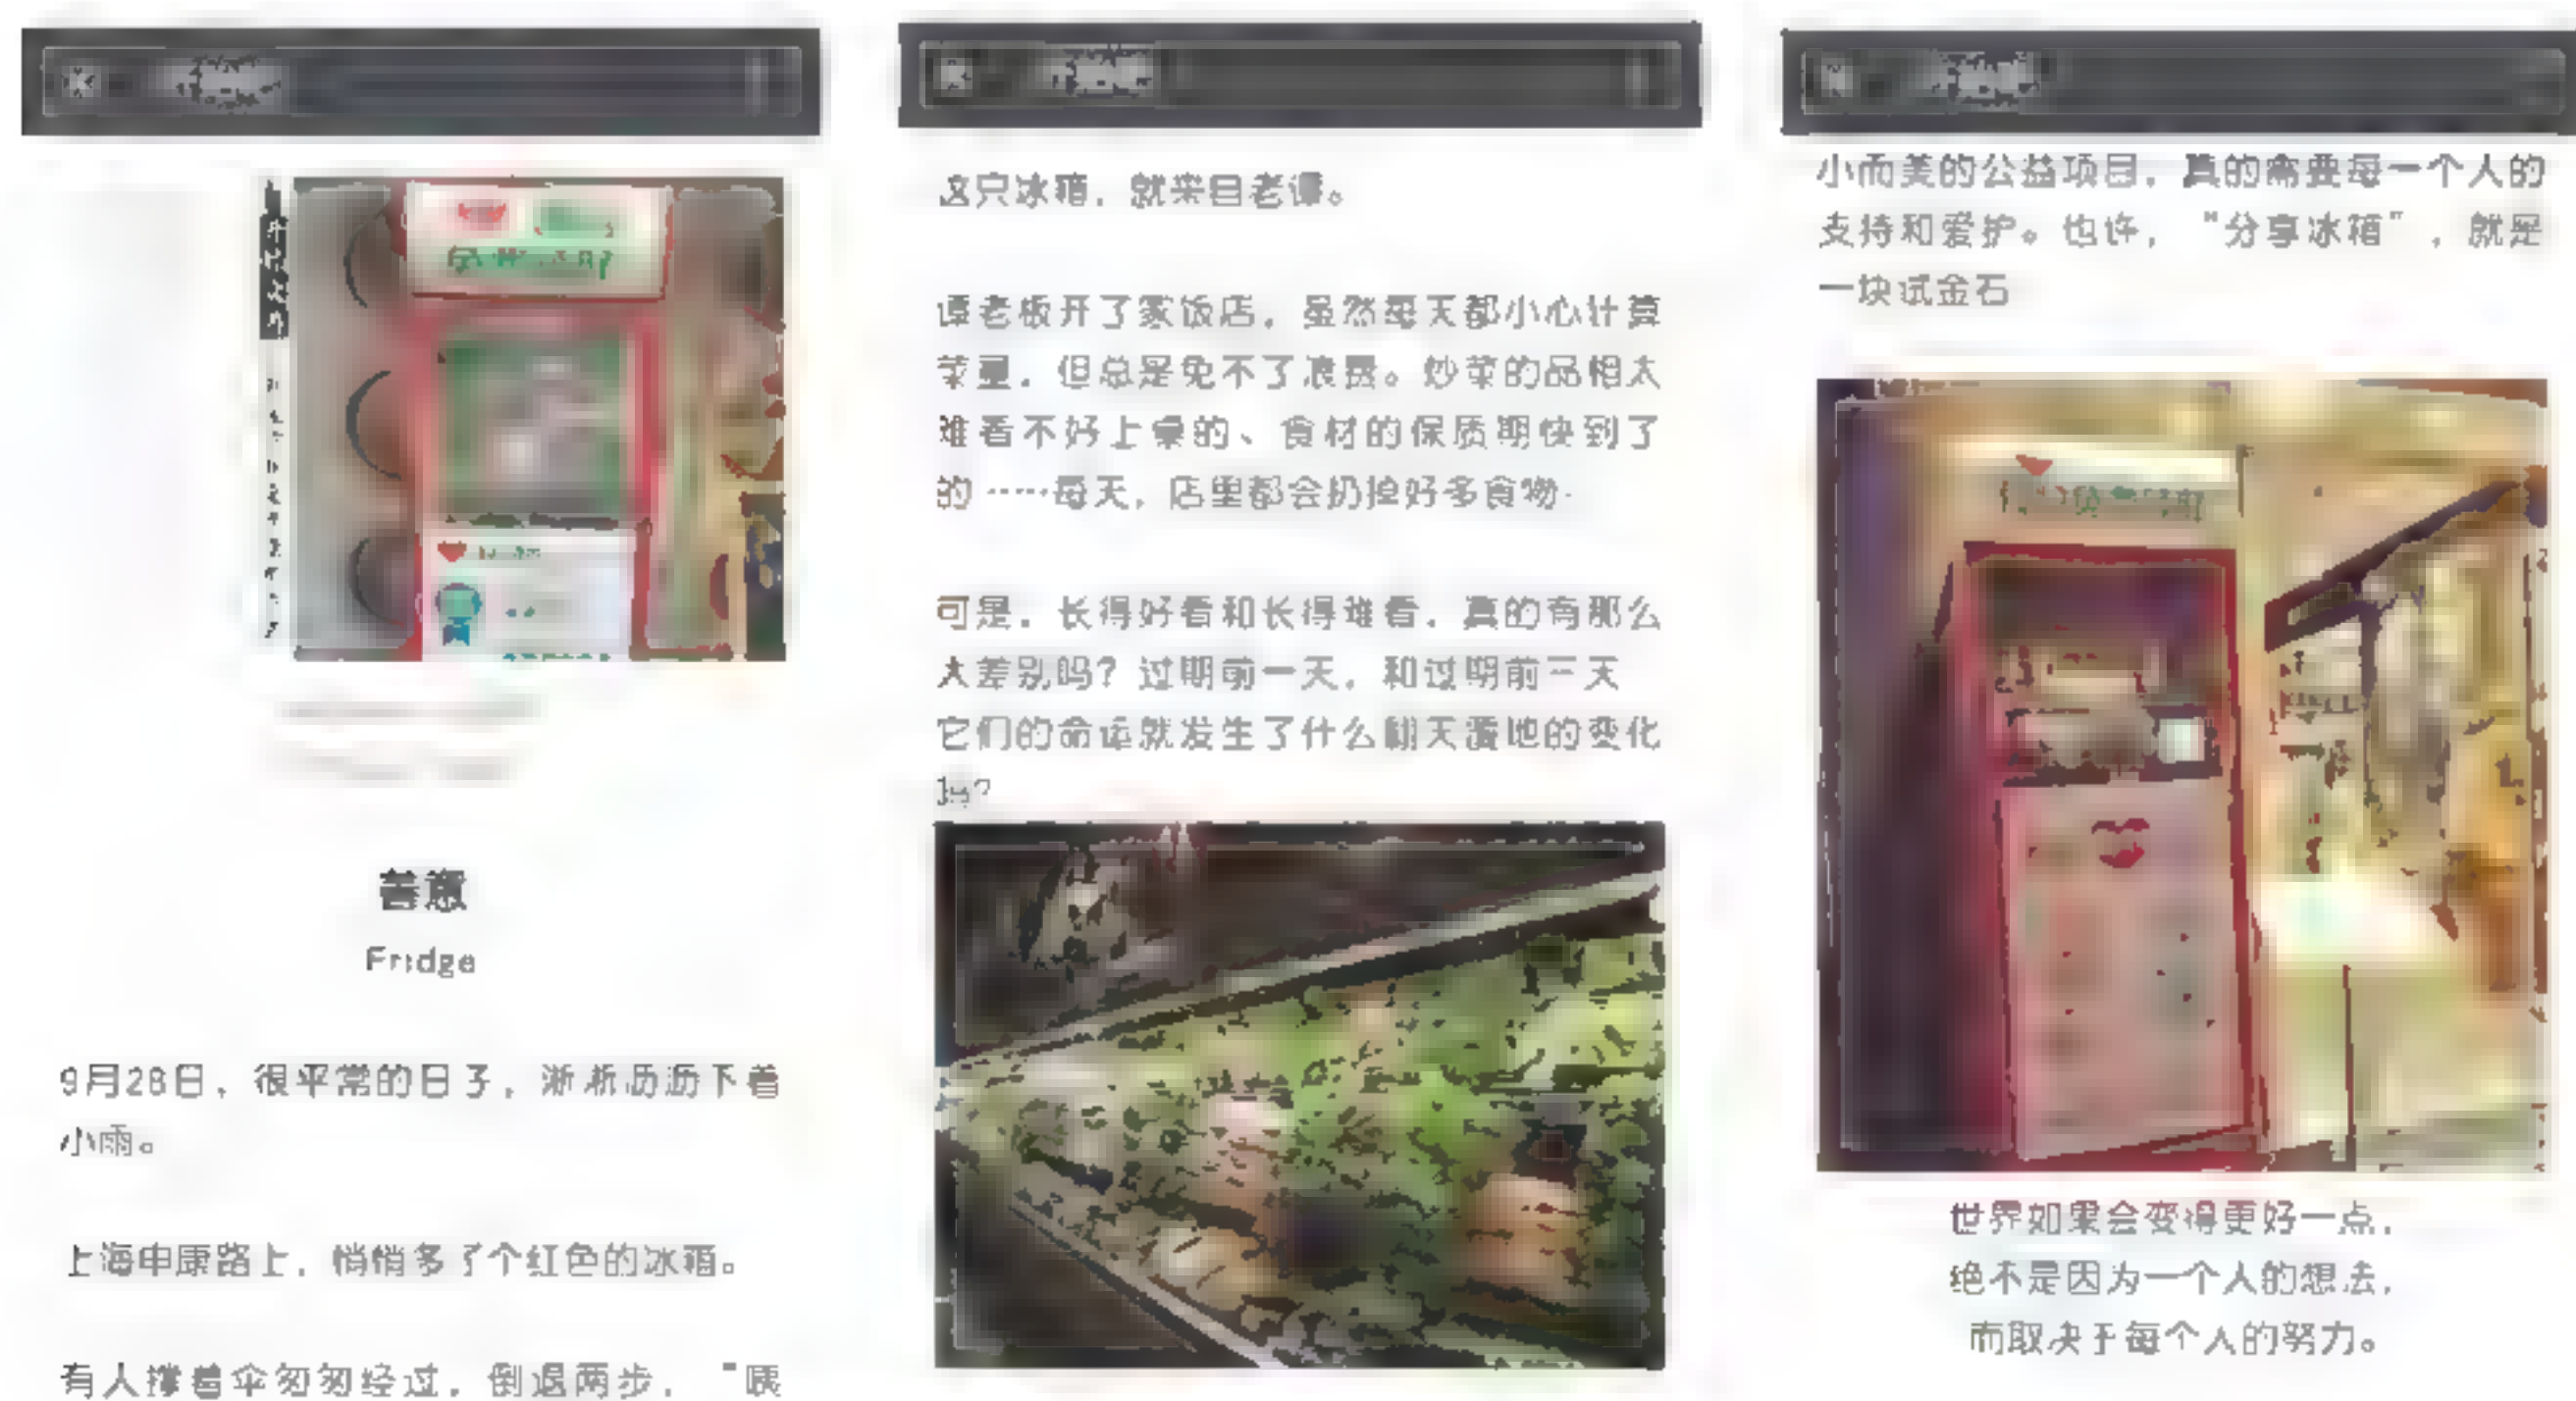 善意
Fridge
9月28日，很平常的日子，淅淅沥沥下着
小雨。
上海申康路上，悄悄多了个红色的冰箱。
有人撑着伞匆匆经过，倒退两步，"咦
这只冰箱，就来自老谭。
谭老板开了家饭店，虽然每天都小心计算
菜量，但总是免不了浪费。炒菜的品相太
难看不好上桌的、食材的保质期快到了
的……每天，店里都会扔掉好多食物·
可是，长得好看和长得难看，真的有那么
大差别吗？过期前一天，和过期前三天
它们的命运就发生了什么翻天覆地的变化
吗？
小而美的公益项目，真的需要每一个人的
支持和爱护。也许，"分享冰箱"，就是
一块试金石
世界如果会变得更好一点，
绝不是因为一个人的想法，
而取决于每个人的努力。